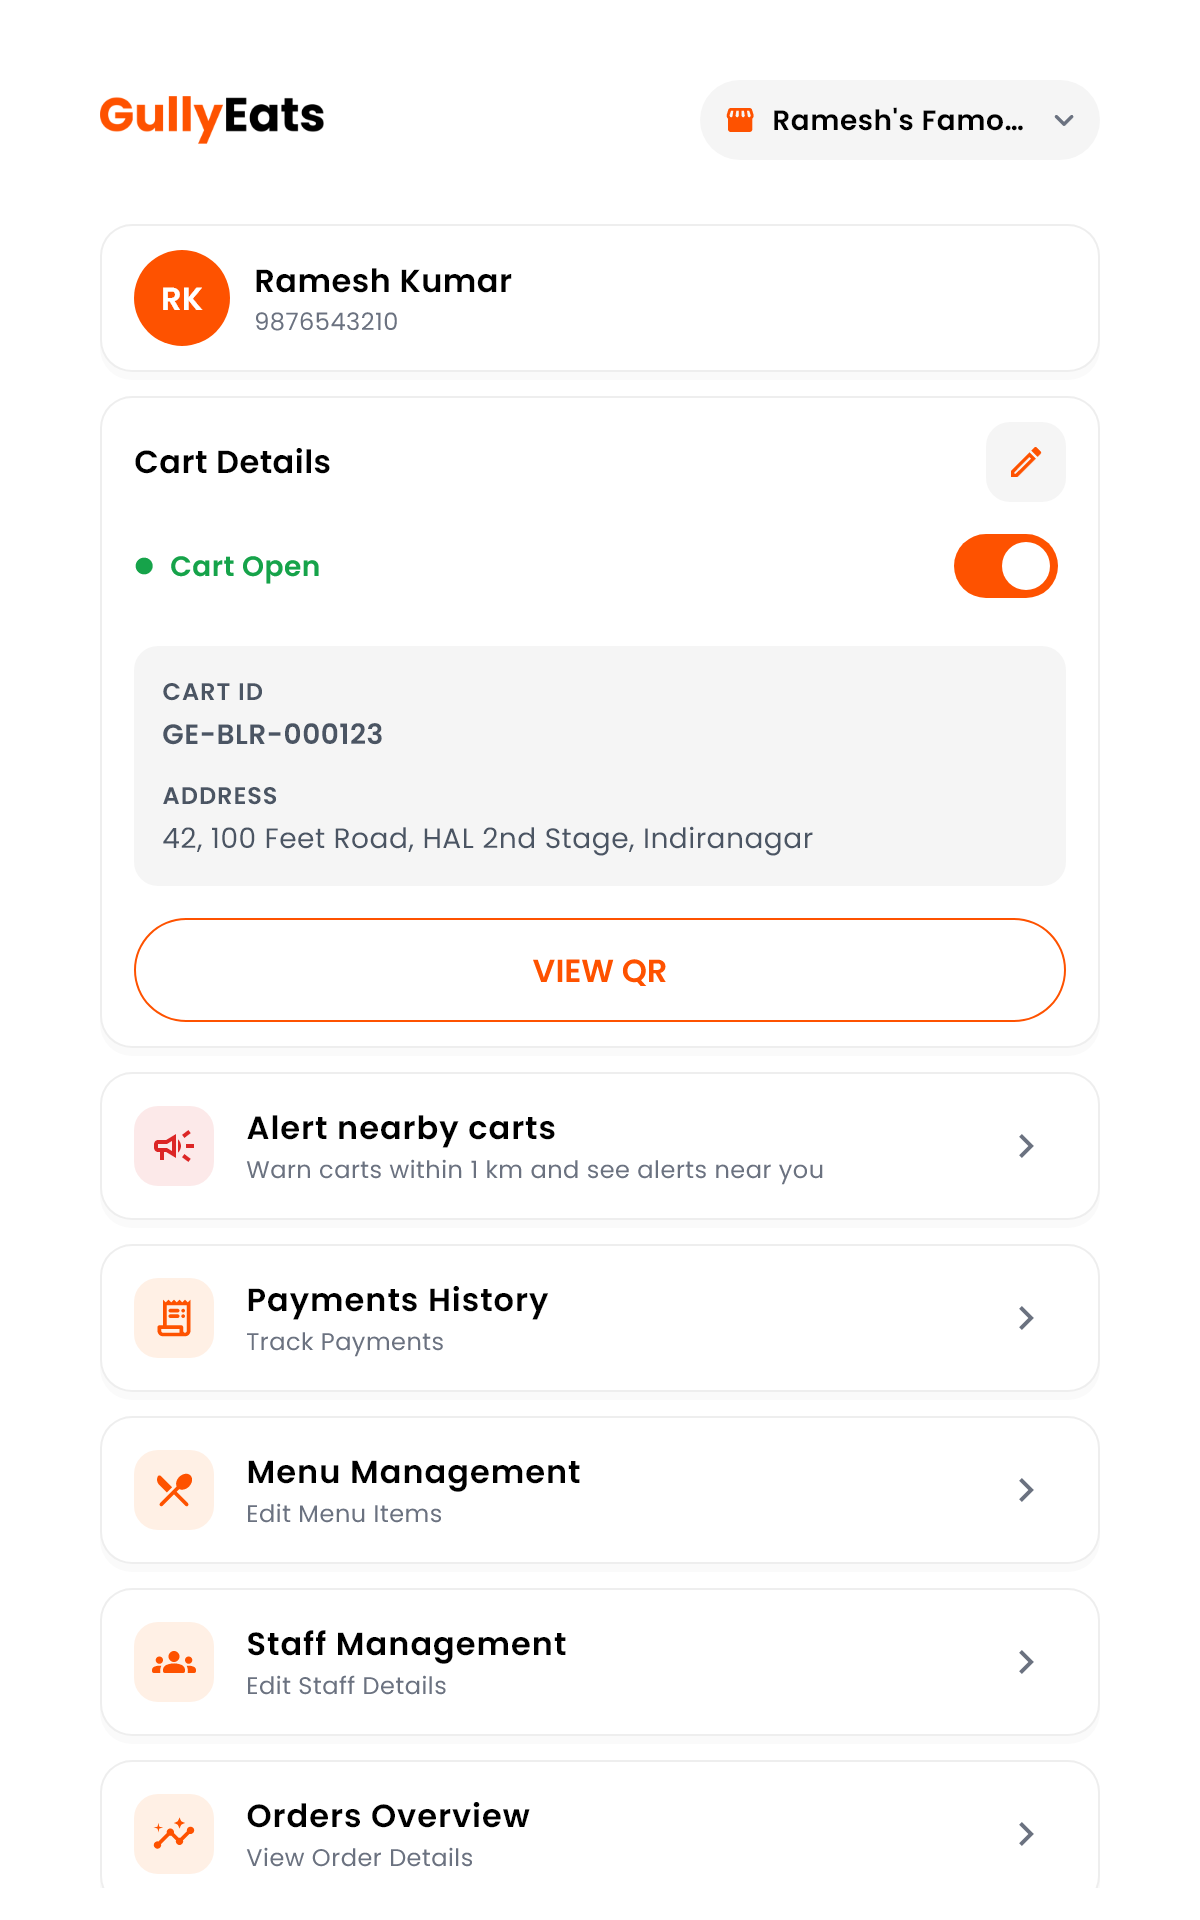 GullyEats
Ramesh's Famo...
RK
Ramesh Kumar
9876543210
Cart Details
Cart Open
CART ID
GE-BLR-000123
ADDRESS
42, 100 Feet Road, HAL 2nd Stage, Indiranagar
VIEW QR
Alert nearby carts
Warn carts within 1 km and see alerts near you
Payments History
Track Payments
Menu Management
Edit Menu Items
Staff Management
Edit Staff Details
Orders Overview
View Order Details